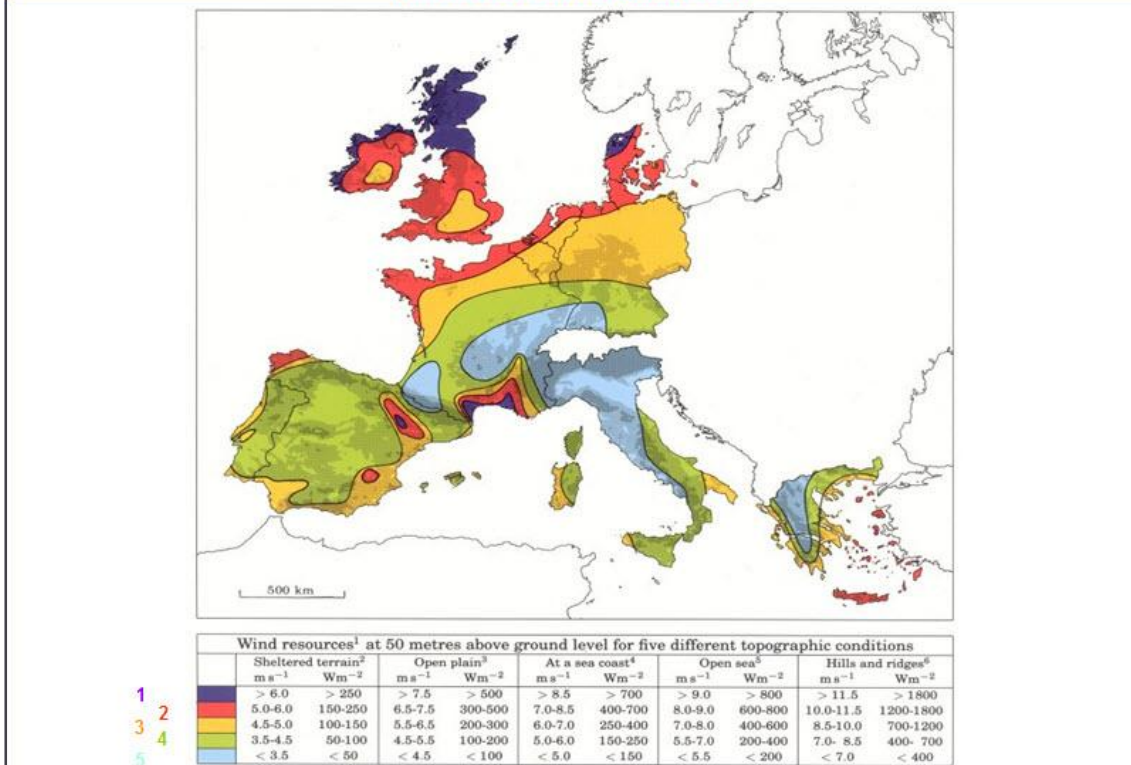 500 km
Wind resources¹ at 50 metres above ground level for five different topographic conditions
Sheltered terrain² Open plain³ At a sea coast⁴ Open sea⁵ Hills and ridges⁶
m s⁻¹ Wm⁻² m s⁻¹ Wm⁻² m s⁻¹ Wm⁻² m s⁻¹ Wm⁻² m s⁻¹ Wm⁻²
1 > 6.0 > 250 > 7.5 > 500 > 8.5 > 700 > 9.0 > 800 > 11.5 > 1800
2 5.0-6.0 150-250 6.5-7.5 300-500 7.0-8.5 400-700 8.0-9.0 600-800 10.0-11.5 1200-1800
3 4.5-5.0 100-150 5.5-6.5 200-300 6.0-7.0 250-400 7.0-8.0 400-600 8.5-10.0 700-1200
4 3.5-4.5 50-100 4.5-5.5 100-200 5.0-6.0 150-250 5.5-7.0 200-400 7.0- 8.5 400- 700
5 < 3.5 < 50 < 4.5 < 100 < 5.0 < 150 < 5.5 < 200 < 7.0 < 400